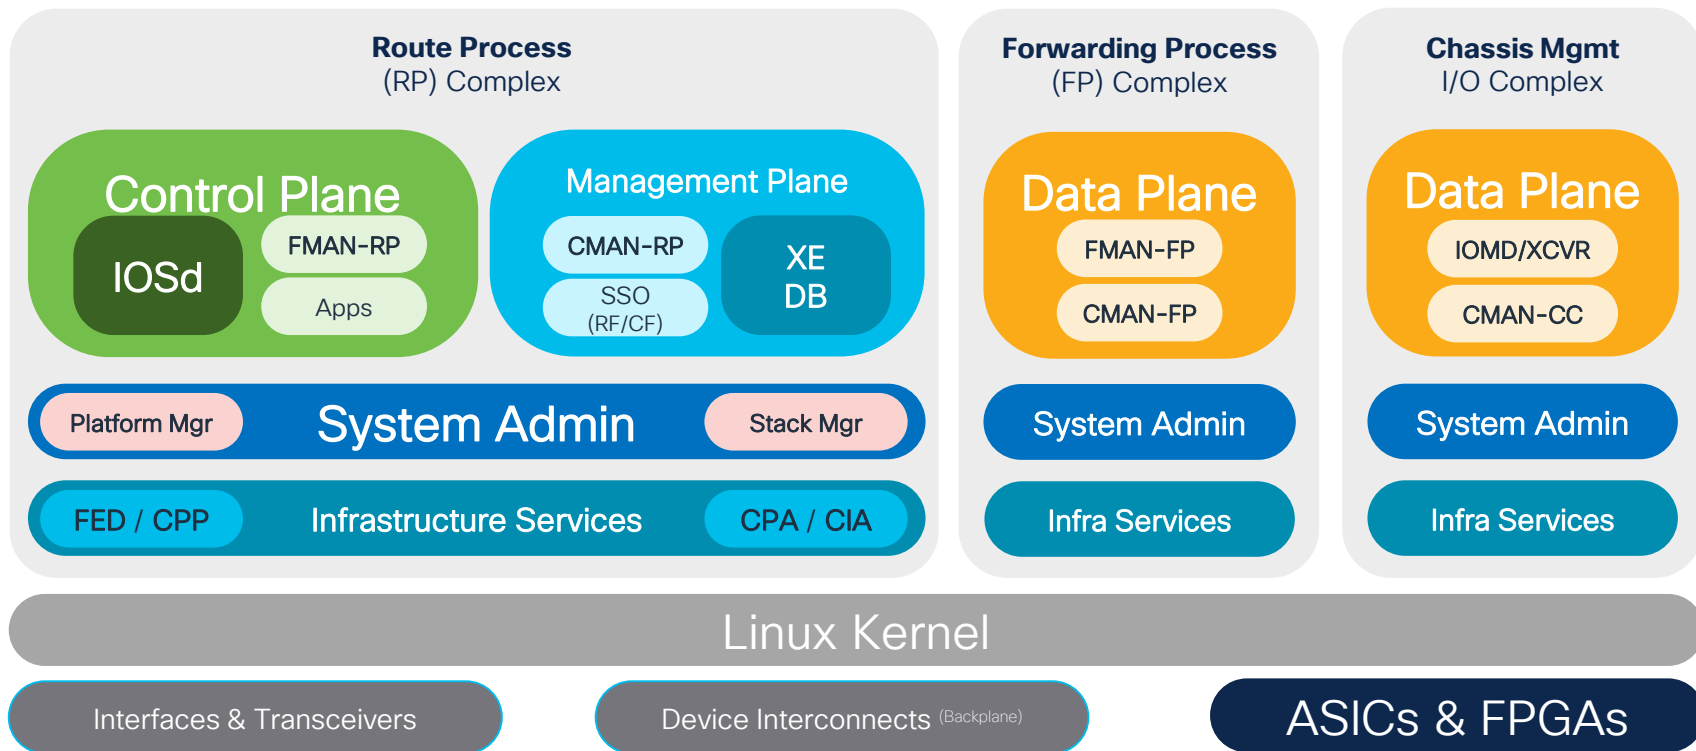 Route Process
(RP) Complex
Control Plane
IOSd
FMAN-RP
Apps
Management Plane
CMAN-RP
SSO
(RF/CF)
XE
DB
Platform Mgr
System Admin
Stack Mgr
FED / CPP
Infrastructure Services
CPA / CIA
Forwarding Process
(FP) Complex
Data Plane
FMAN-FP
CMAN-FP
System Admin
Infra Services
Chassis Mgmt
I/O Complex
Data Plane
IOMD/XCVR
CMAN-CC
System Admin
Infra Services
Linux Kernel
Interfaces & Transceivers
Device Interconnects (Backplane)
ASICs & FPGAs